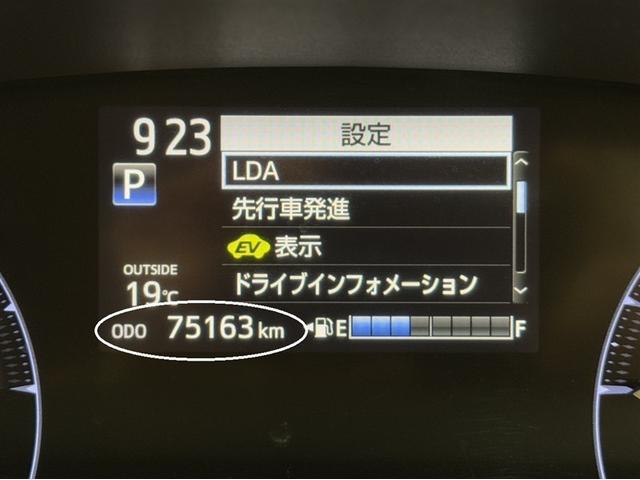 9 23
設定
P
LDA
先行車発進
EV 表示
ドライブインフォメーション
OUTSIDE
19℃
ODO 75163 km
E F